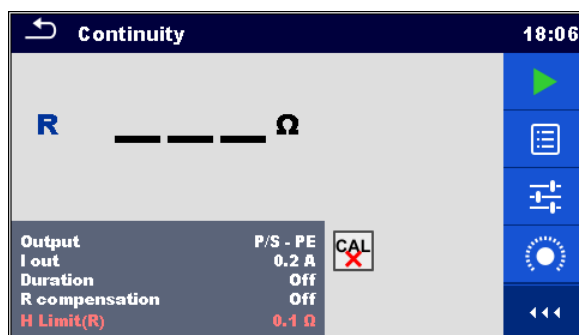 Continuity 18:06
R _ _ _ Ω
CAL
Output P/S - PE
I out 0.2 A
Duration Off
R compensation Off
H Limit(R) 0.1 Ω